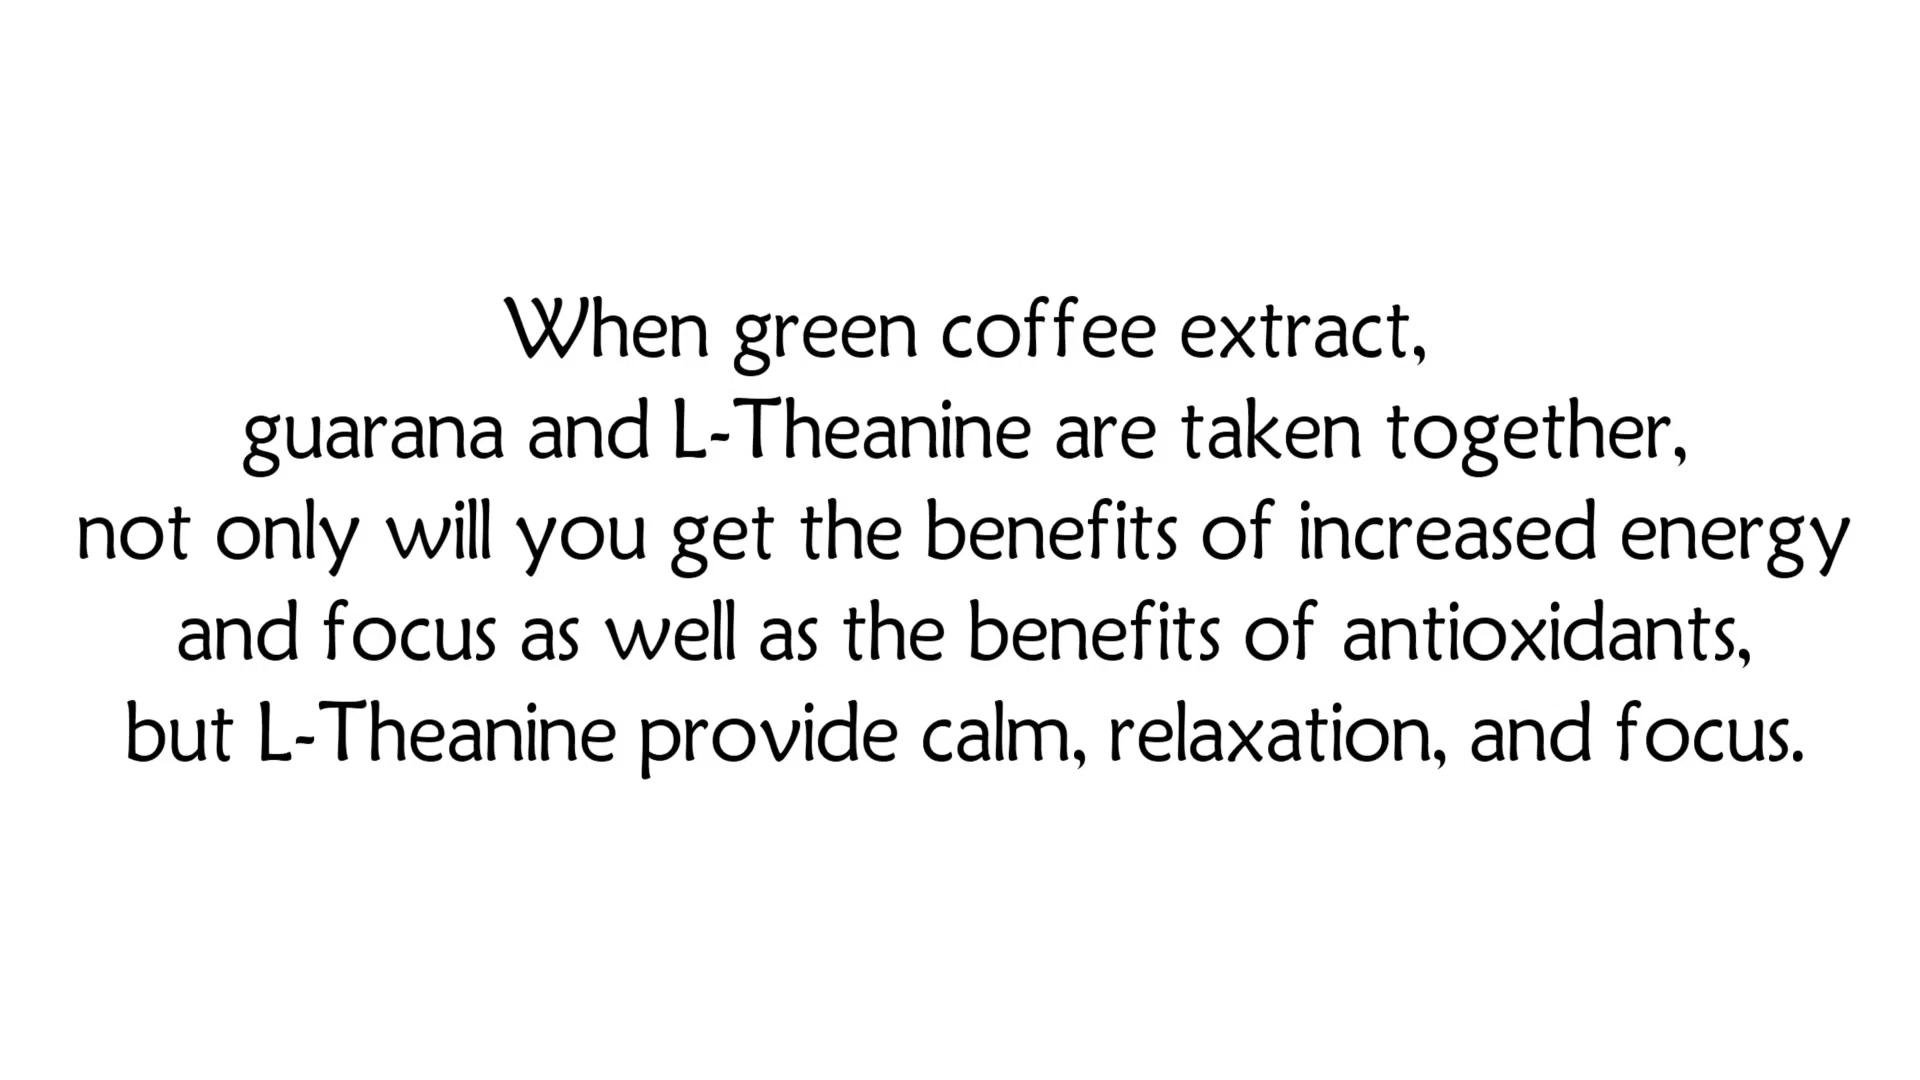 When green coffee extract,
guarana and L-Theanine are taken together,
not only will you get the benefits of increased energy
and focus as well as the benefits of antioxidants,
but L-Theanine provide calm, relaxation, and focus.